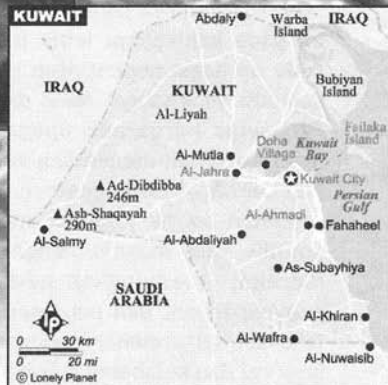 KUWAIT
Abdaly
Warba
Island
IRAQ
IRAQ
KUWAIT
Al-Liyah
Bubiyan
Island
Failaka
Island
Doha
Village
Kuwait
Bay
Al-Mutla
Al-Jahra
Kuwait City
Ad-Dibdibba
246m
Persian
Gulf
Ash-Shaqayah
290m
Al-Ahmadi
Fahaheel
Al-Salmy
Al-Abdaliyah
As-Subayhiya
SAUDI
ARABIA
Al-Khiran
lp
0 30 km
0 20 mi
Al-Wafra
Al-Nuwaisib
© Lonely Planet